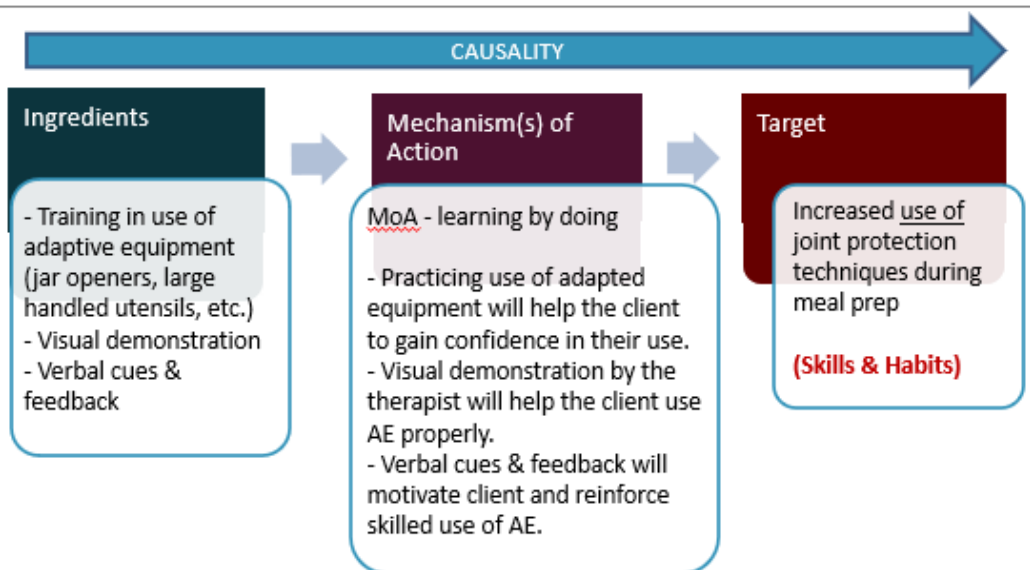 CAUSALITY
Ingredients
- Training in use of
adaptive equipment
(jar openers, large
handled utensils, etc.)
- Visual demonstration
- Verbal cues &
feedback
Mechanism(s) of
Action
MoA - learning by doing
- Practicing use of adapted
equipment will help the client
to gain confidence in their use.
- Visual demonstration by the
therapist will help the client use
AE properly.
- Verbal cues & feedback will
motivate client and reinforce
skilled use of AE.
Target
Increased use of
joint protection
techniques during
meal prep
(Skills & Habits)